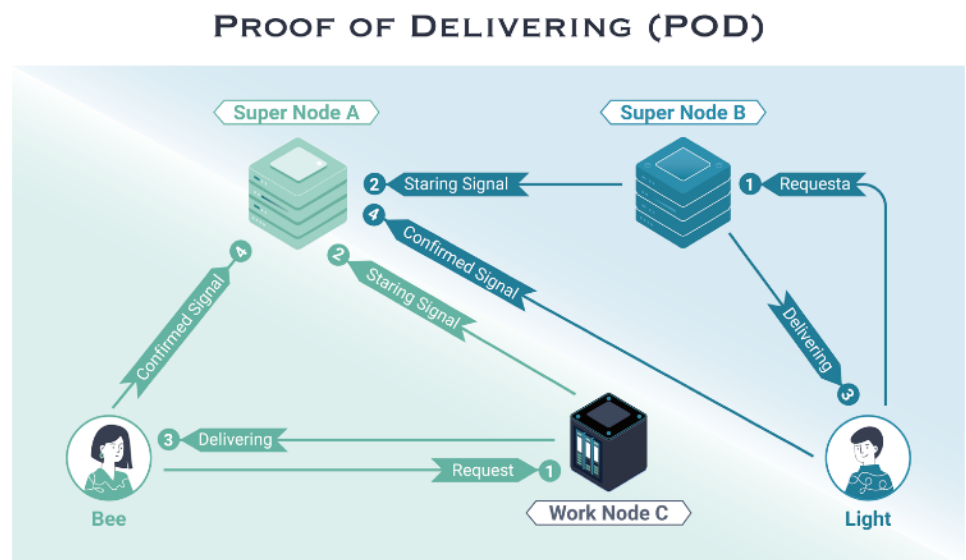 PROOF OF DELIVERING (POD)
Super Node A
Super Node B
2 Staring Signal
1 Requesta
4 Confirmed Signal
2 Staring Signal
4 Confirmed Signal
Delivering 3
3 Delivering
Request 1
Bee
Work Node C
Light